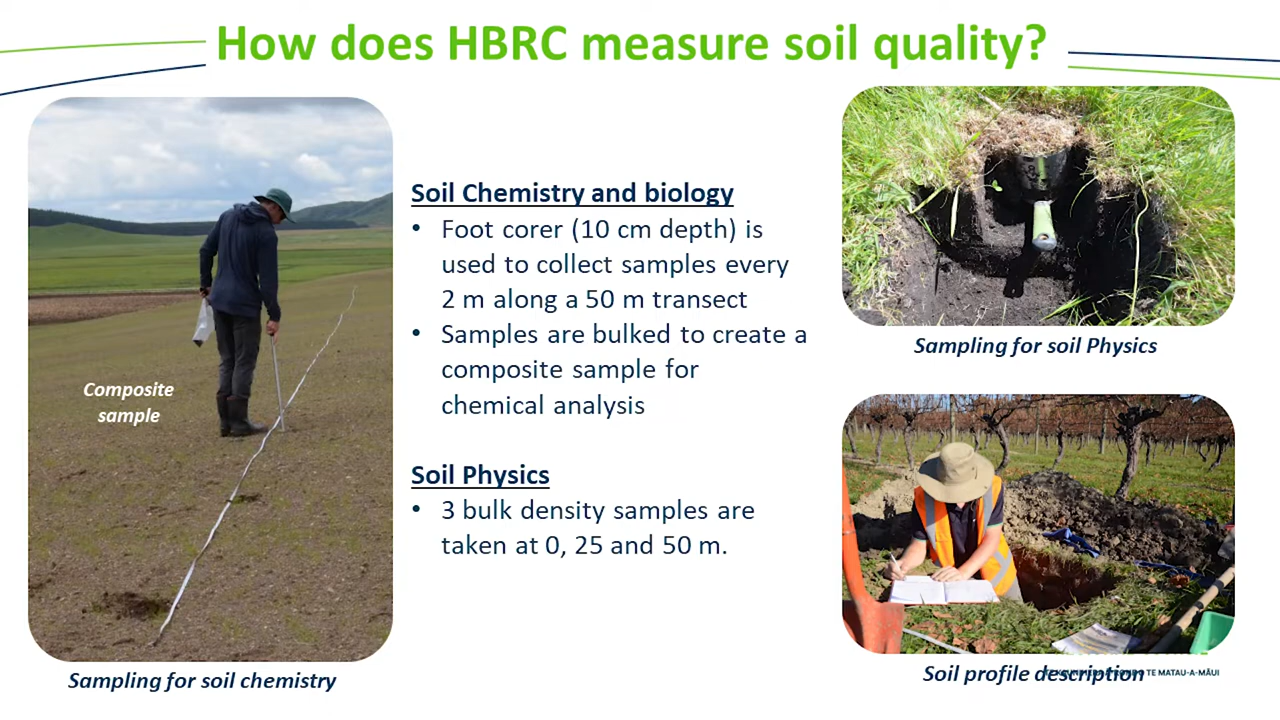 How does HBRC measure soil quality?
Composite
sample
Sampling for soil chemistry
Soil Chemistry and biology
• Foot corer (10 cm depth) is
used to collect samples every
2 m along a 50 m transect
• Samples are bulked to create a
composite sample for
chemical analysis
Soil Physics
• 3 bulk density samples are
taken at 0, 25 and 50 m.
Sampling for soil Physics
Soil profile description
TE MATAU-A-MĀUI